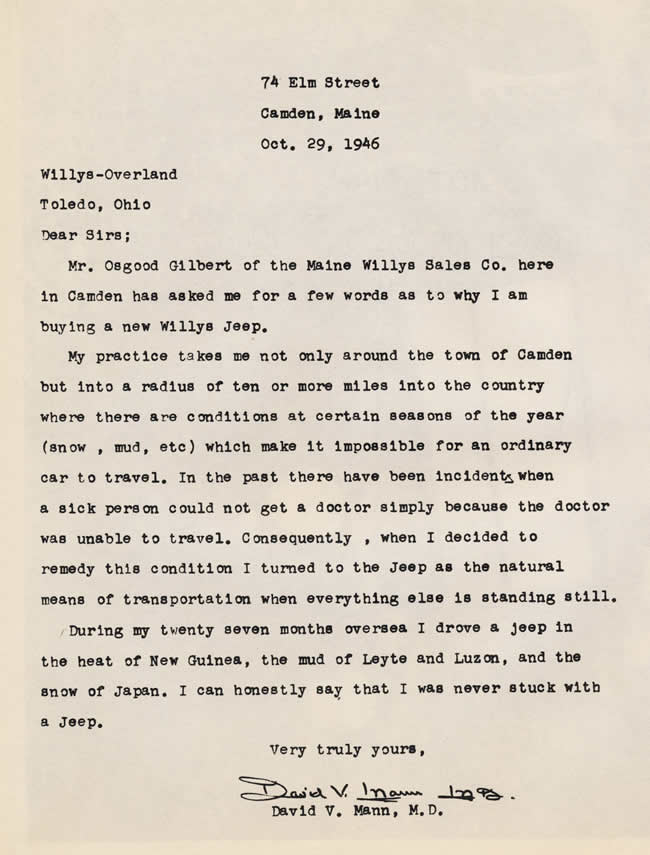 74 Elm Street
Camden, Maine
Oct. 29, 1946
Willys-Overland
Toledo, Ohio
Dear Sirs;
Mr. Osgood Gilbert of the Maine Willys Sales Co. here
in Camden has asked me for a few words as to why I am
buying a new Willys Jeep.
My practice takes me not only around the town of Camden
but into a radius of ten or more miles into the country
where there are conditions at certain seasons of the year
(snow , mud, etc) which make it impossible for an ordinary
car to travel. In the past there have been incidents when
a sick person could not get a doctor simply because the doctor
was unable to travel. Consequently , when I decided to
remedy this condition I turned to the Jeep as the natural
means of transportation when everything else is standing still.
During my twenty seven months oversea I drove a jeep in
the heat of New Guinea, the mud of Leyte and Luzon, and the
snow of Japan. I can honestly say that I was never stuck with
a Jeep.
Very truly yours,
David V. Mann M.D.
David V. Mann, M.D.